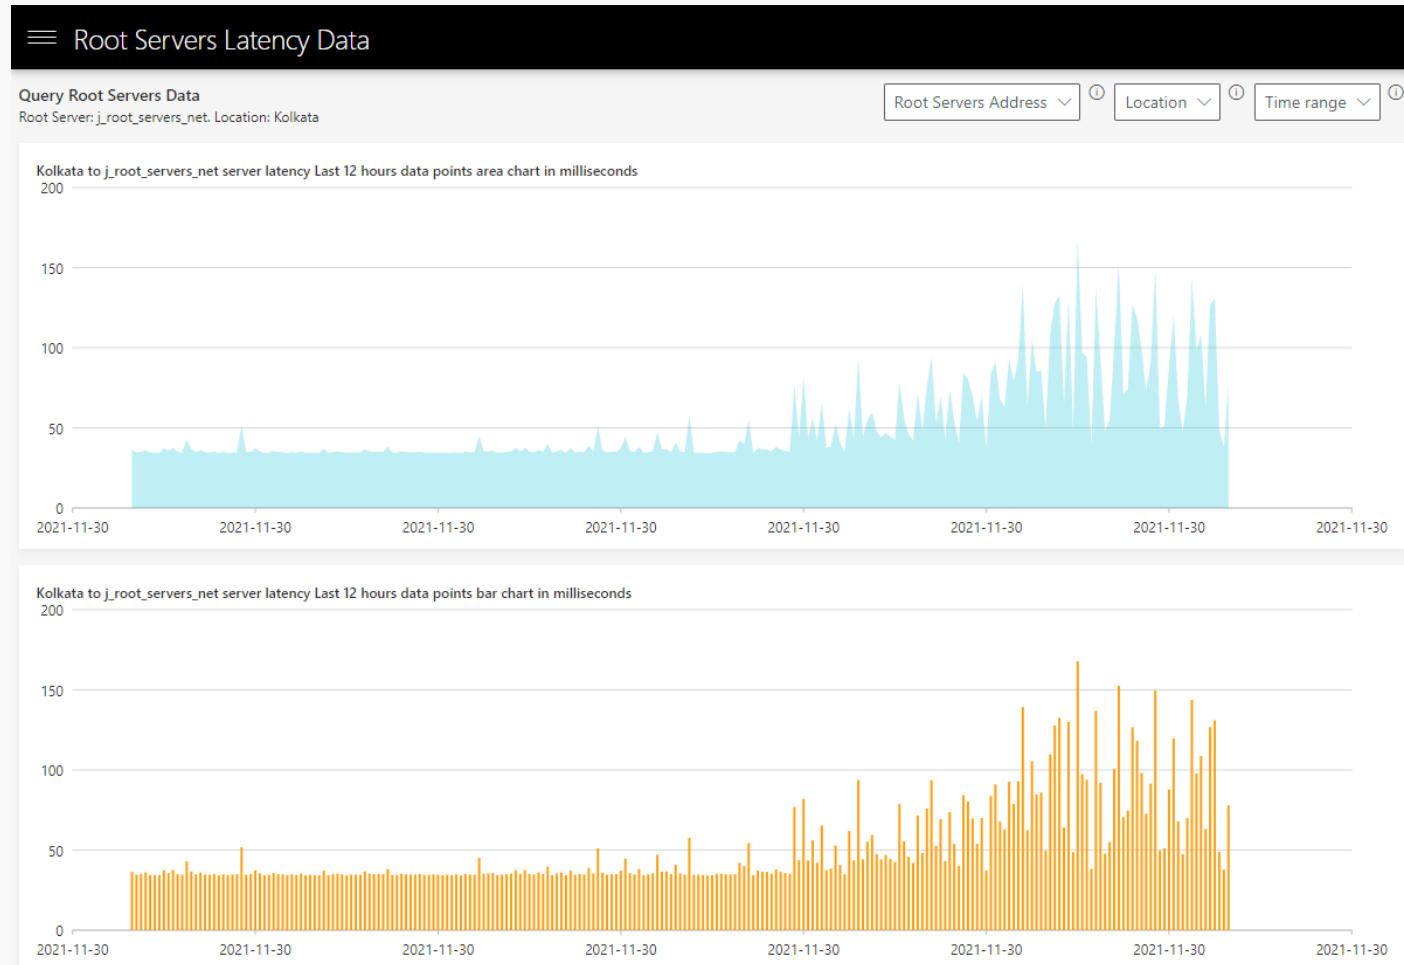 Root Servers Latency Data
Query Root Servers Data
Root Server: j_root_servers_net. Location: Kolkata
Root Servers Address Location Time range
Kolkata to j_root_servers_net server latency Last 12 hours data points area chart in milliseconds
200
150
100
50
0
2021-11-30 2021-11-30 2021-11-30 2021-11-30 2021-11-30 2021-11-30 2021-11-30 2021-11-30
Kolkata to j_root_servers_net server latency Last 12 hours data points bar chart in milliseconds
200
150
100
50
0
2021-11-30 2021-11-30 2021-11-30 2021-11-30 2021-11-30 2021-11-30 2021-11-30 2021-11-30